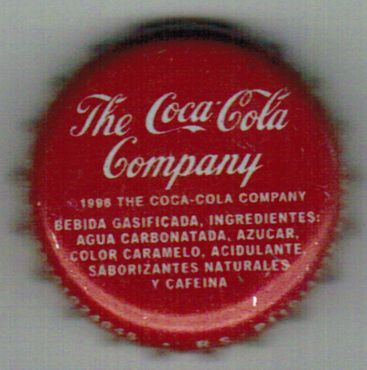 The Coca-Cola
Company
1996 THE COCA-COLA COMPANY
BEBIDA GASIFICADA, INGREDIENTES:
AGUA CARBONATADA, AZUCAR,
COLOR CARAMELO, ACIDULANTE,
SABORIZANTES NATURALES
Y CAFEINA